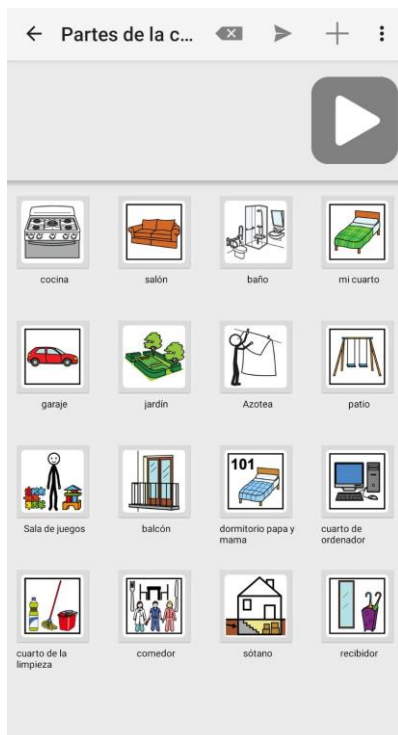 Partes de la c...
cocina
salón
baño
mi cuarto
garaje
jardín
Azotea
patio
Sala de juegos
balcón
101
dormitorio papa y
mama
cuarto de
ordenador
cuarto de la
limpieza
comedor
sótano
recibidor